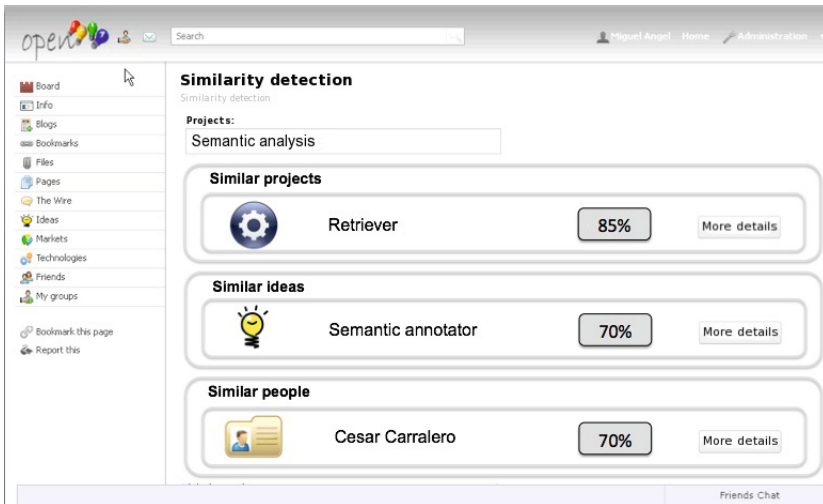 open
Search
Miguel Angel Home Administration
Board
Info
Blogs
Bookmarks
Files
Pages
The Wire
Ideas
Markets
Technologies
Friends
My groups
Bookmark this page
Report this
Similarity detection
Similarity detection
Projects:
Semantic analysis
Similar projects
Retriever 85% More details
Similar ideas
Semantic annotator 70% More details
Similar people
Cesar Carralero 70% More details
Friends Chat